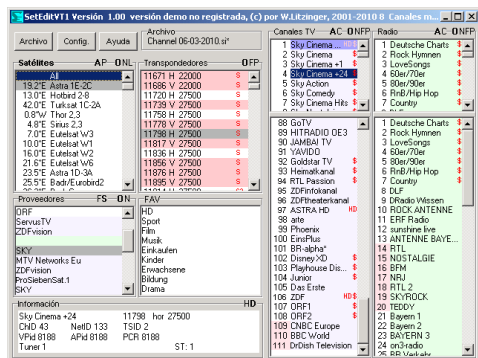 SetEditVT1 Versión 1.00 versión demo no registrada, (c) por W.Litzinger, 2001-2010 8 Canales m...
Archivo
Config.
Ayuda
Archivo
Channel 06-03-2010.si*
Satélites AP ONL
All
19.2°E Astra 1E-2C
13.0°E Hotbird 2-8
42.0°E Turksat 1C-2A
0.8°W Thor 2,3
4.8°E Sirius 2,3
7.0°E Eutelsat W3
10.0°E Eutelsat W1
16.0°E Eutelsat W2
21.6°E Eutelsat W6
23.5°E Astra 1D-3A
25.5°E Badr/Eurobird2
Transpondedores OFP
11671 H 22000 S
11686 V 22000 S
11720 H 27500 S
11739 V 27500 S
11758 H 27500 S
11778 V 27500 S
11798 H 27500 S
11817 V 27500 S
11836 H 27500 S
11856 V 27500 S
11876 H 27500 S
11895 V 27500 S
Proveedores FS ON
ORF
ServusTV
ZDFvision
SKY
MTV Networks Eu
ZDFvision
ProSiebenSat.1
SKY
FAV
HD
Sport
Film
Musik
Einkaufen
Kinder
Erwachsene
Bildung
Drama
Información HD
Sky Cinema +24 11798 hor 27500
ChID 43 NetID 133 TSID 2
VPid 8188 APid 8188 PCR 8188
Tuner 1 ST: 1
Canales TV AC ONFP
1 Sky Cinema ... HD$
2 Sky Cinema $
3 Sky Cinema +1 $
4 Sky Cinema +24 $
5 Sky Action $
6 Sky Comedy $
7 Sky Cinema Hits $
88 GoTV
89 HITRADIO OE3
90 JAMBA! TV
91 YAVIDO
92 Goldstar TV $
93 Heimatkanal $
94 RTL Passion $
95 ZDFinfokanal
96 ZDFtheaterkanal
97 ASTRA HD HD
98 arte
99 Phoenix
100 EinsPlus
101 BR-alpha*
102 Disney XD $
103 Playhouse Dis... $
104 Junior $
105 Das Erste
106 ZDF HD$
107 ORF1 $
108 ORF2 $
109 CNBC Europe
110 BBC World
111 DrDish Television
Radio AC ONFP
1 Deutsche Charts $
2 Rock Hymnen $
3 LoveSongs $
4 60er/70er $
5 80er/90er $
6 RnB/Hip Hop $
7 Country $
8 DLF
1 Deutsche Charts $
2 Rock Hymnen $
3 LoveSongs $
4 60er/70er $
5 80er/90er $
6 RnB/Hip Hop $
7 Country $
8 DLF
9 DRadio Wissen
10 ROCK ANTENNE
11 ERF Radio
12 sunshine live
13 ANTENNE BAYE...
14 RTL
15 NOSTALGIE
16 BFM
17 NRJ
18 RTL 2
19 SKYROCK
20 TEDDY
21 Bayern 1
22 Bayern 2
23 BAYERN 3
24 on3-radio
25 BR Verkehr